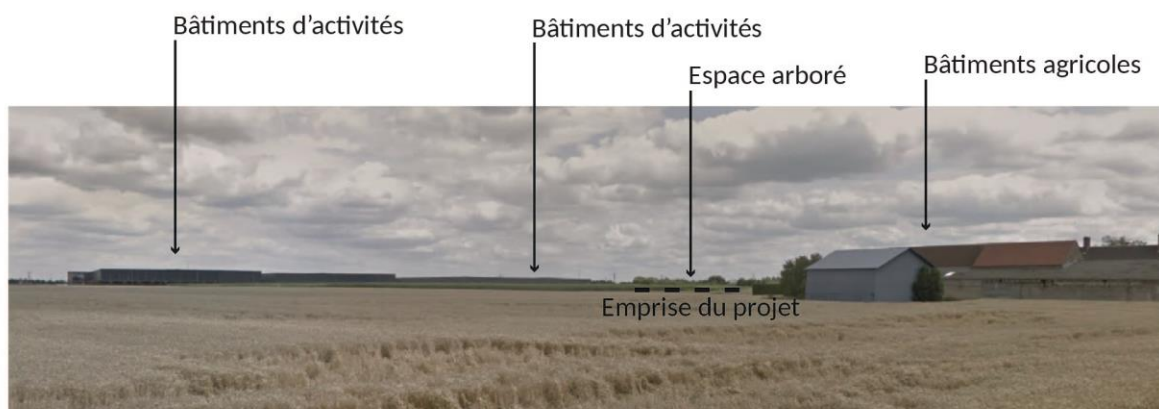 Bâtiments d’activités
Bâtiments d’activités
Espace arboré
Bâtiments agricoles
Emprise du projet